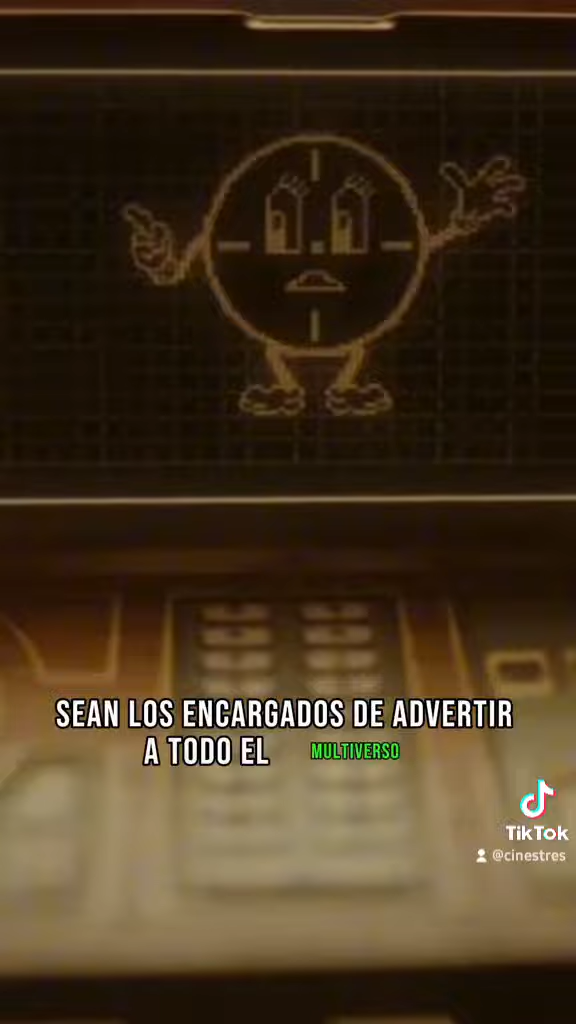 SEAN LOS ENCARGADOS DE ADVERTIR
A TODO EL MULTIVERSO
TikTok
@cinestres